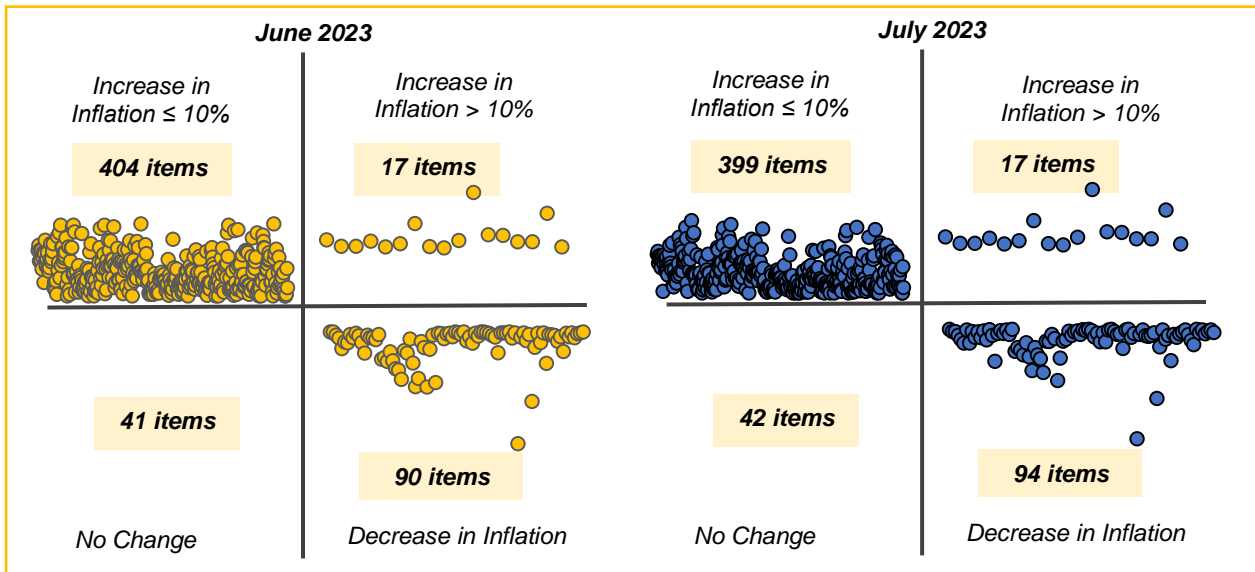 June 2023
Increase in
Inflation ≤ 10%
Increase in
Inflation > 10%
404 items
17 items
41 items
90 items
No Change
Decrease in Inflation
July 2023
Increase in
Inflation ≤ 10%
Increase in
Inflation > 10%
399 items
17 items
42 items
94 items
No Change
Decrease in Inflation